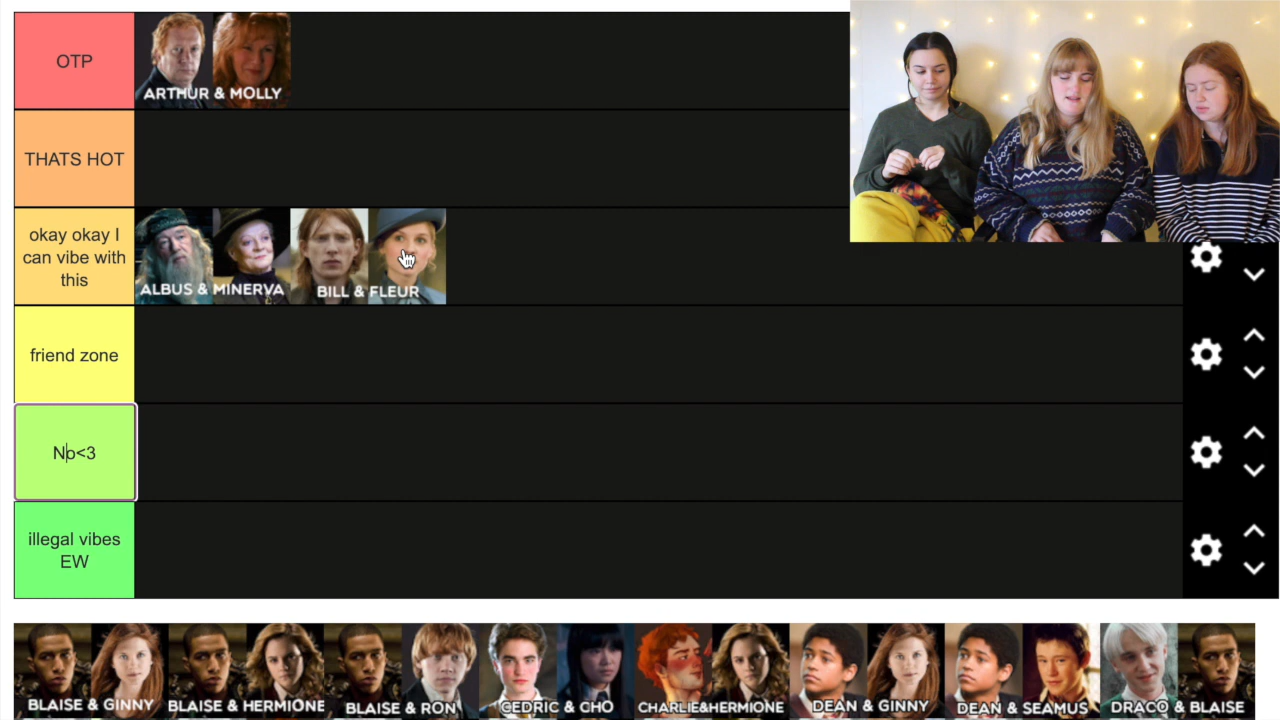 OTP
ARTHUR & MOLLY
THATS HOT
okay okay I
can vibe with
this
ALBUS & MINERVA
BILL & FLEUR
friend zone
No<3
illegal vibes
EW
BLAISE & GINNY
BLAISE & HERMIONE
BLAISE & RON
CEDRIC & CHO
CHARLIE&HERMIONE
DEAN & GINNY
DEAN & SEAMUS
DRACO & BLAISE